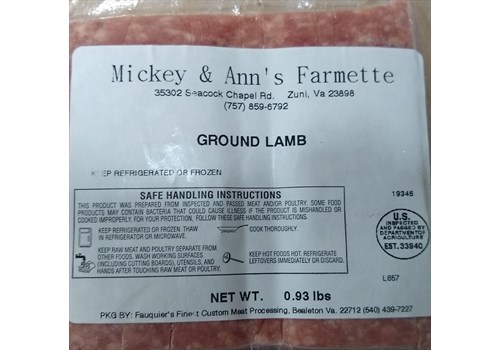 Mickey & Ann's Farmette
35302 Seacock Chapel Rd. Zuni, Va 23898
(757) 859-6792
GROUND LAMB
KEEP REFRIGERATED OR FROZEN
SAFE HANDLING INSTRUCTIONS
THIS PRODUCT WAS PREPARED FROM INSPECTED AND PASSED MEAT AND/OR POULTRY. SOME FOOD
PRODUCTS MAY CONTAIN BACTERIA THAT COULD CAUSE ILLNESS IF THE PRODUCT IS MISHANDLED OR
COOKED IMPROPERLY. FOR YOUR PROTECTION, FOLLOW THESE SAFE HANDLING INSTRUCTIONS.
KEEP REFRIGERATED OR FROZEN. THAW
IN REFRIGERATOR OR MICROWAVE.
COOK THOROUGHLY.
KEEP RAW MEAT AND POULTRY SEPARATE FROM
OTHER FOODS. WASH WORKING SURFACES
(INCLUDING CUTTING BOARDS), UTENSILS, AND
HANDS AFTER TOUCHING RAW MEAT OR POULTRY.
KEEP HOT FOODS HOT. REFRIGERATE
LEFTOVERS IMMEDIATELY OR DISCARD.
19345
U.S.
INSPECTED
AND PASSED BY
DEPARTMENT OF
AGRICULTURE
EST. 33940
L657
NET WT. 0.93 lbs
PKG BY: Fauquier's Finest Custom Meat Processing, Bealeton Va. 22712 (540) 439-7227